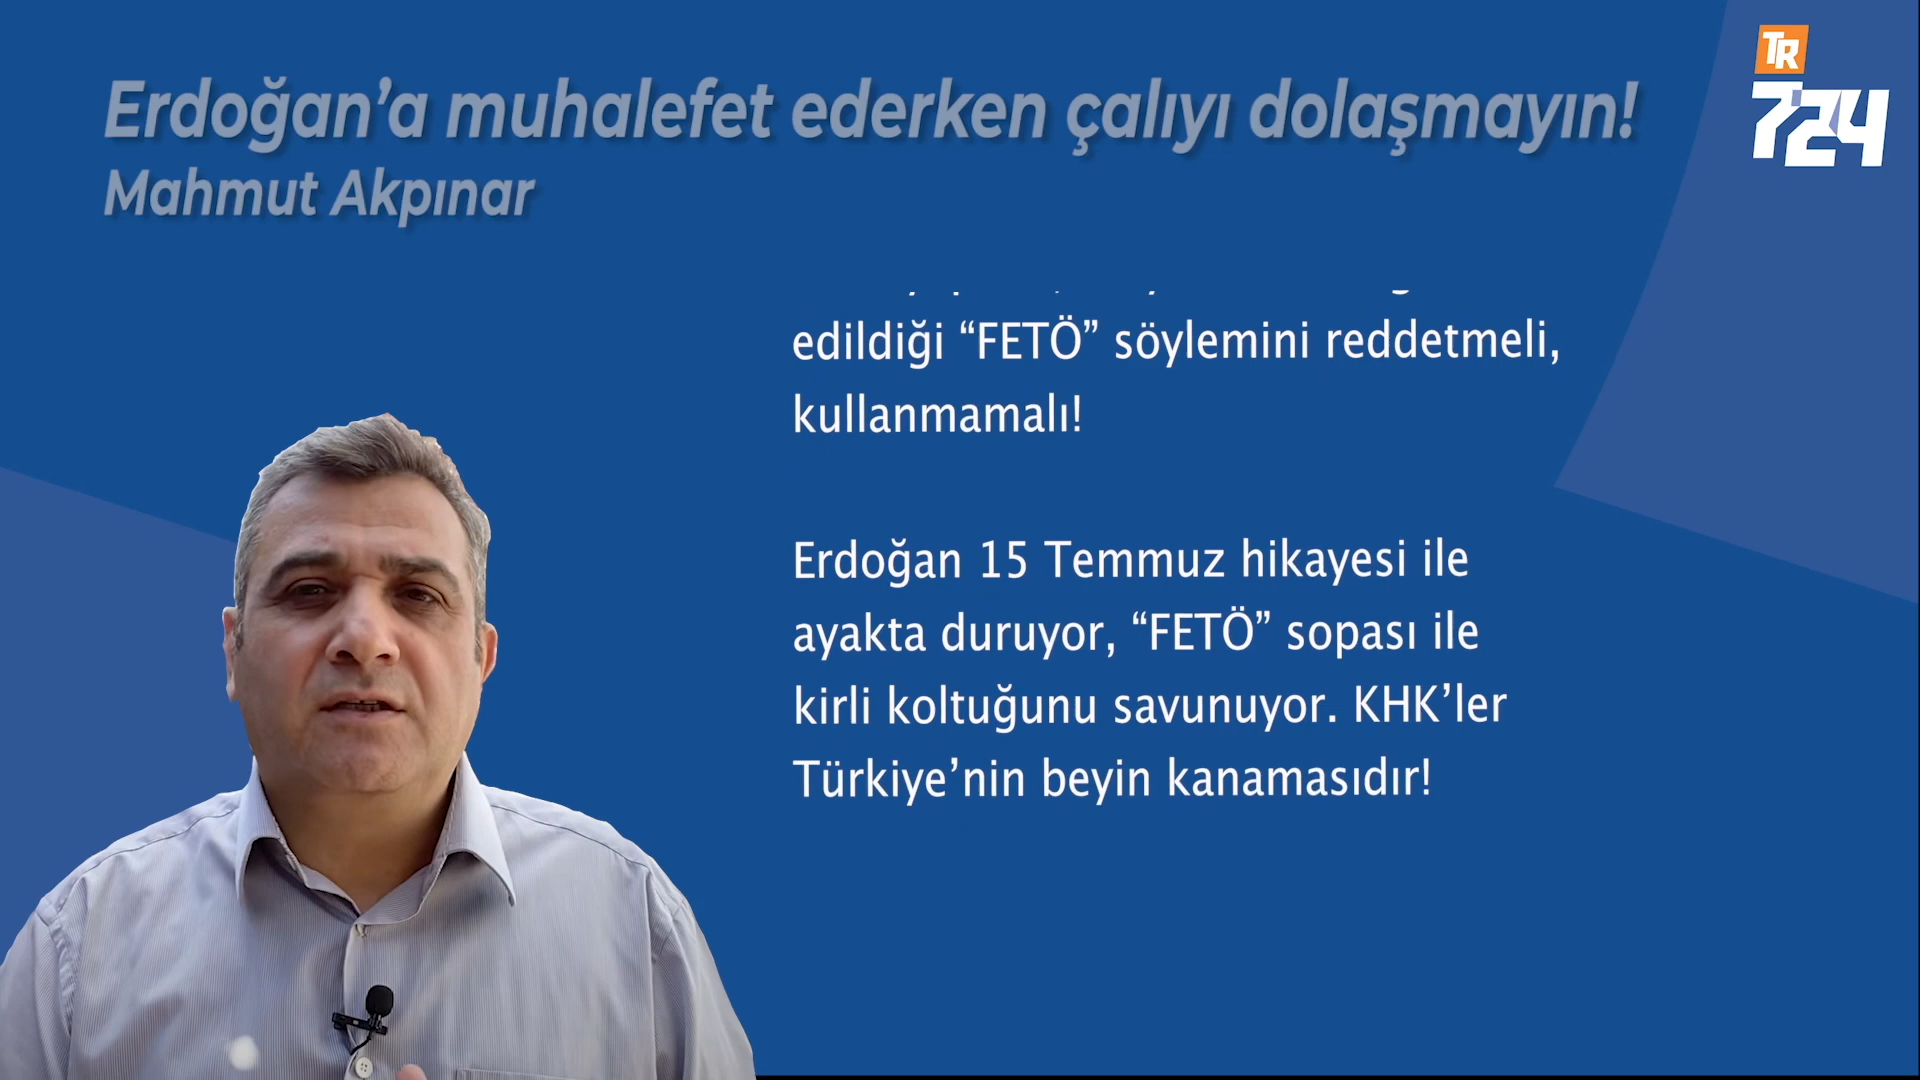 Erdoğan’a muhalefet ederken çalıyı dolaşmayın!
Mahmut Akpınar
TR
724
edildiği “FETÖ” söylemini reddetmeli,
kullanmamalı!
Erdoğan 15 Temmuz hikayesi ile
ayakta duruyor, “FETÖ” sopası ile
kirli koltuğunu savunuyor. KHK’ler
Türkiye’nin beyin kanamasıdır!